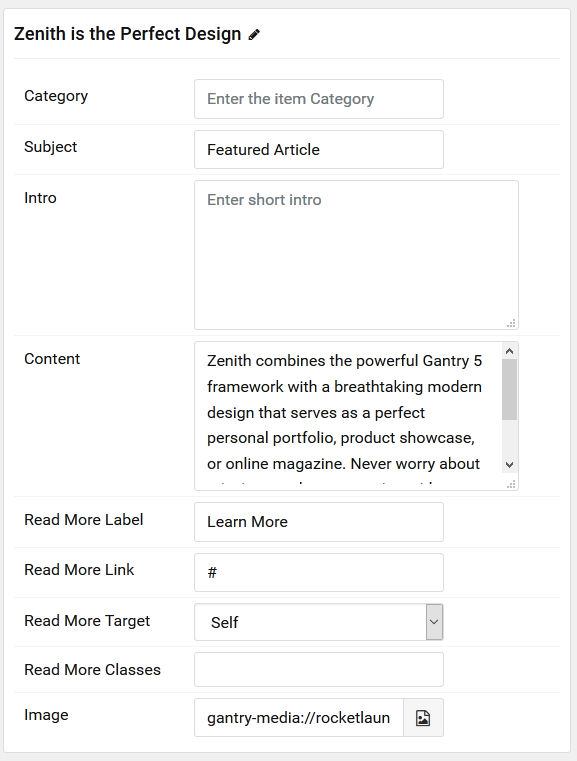 Zenith is the Perfect Design
Category
Enter the item Category
Subject
Featured Article
Intro
Enter short intro
Content
Zenith combines the powerful Gantry 5
framework with a breathtaking modern
design that serves as a perfect
personal portfolio, product showcase,
or online magazine. Never worry about
Read More Label
Learn More
Read More Link
#
Read More Target
Self
Read More Classes
Image
gantry-media://rocketlaun